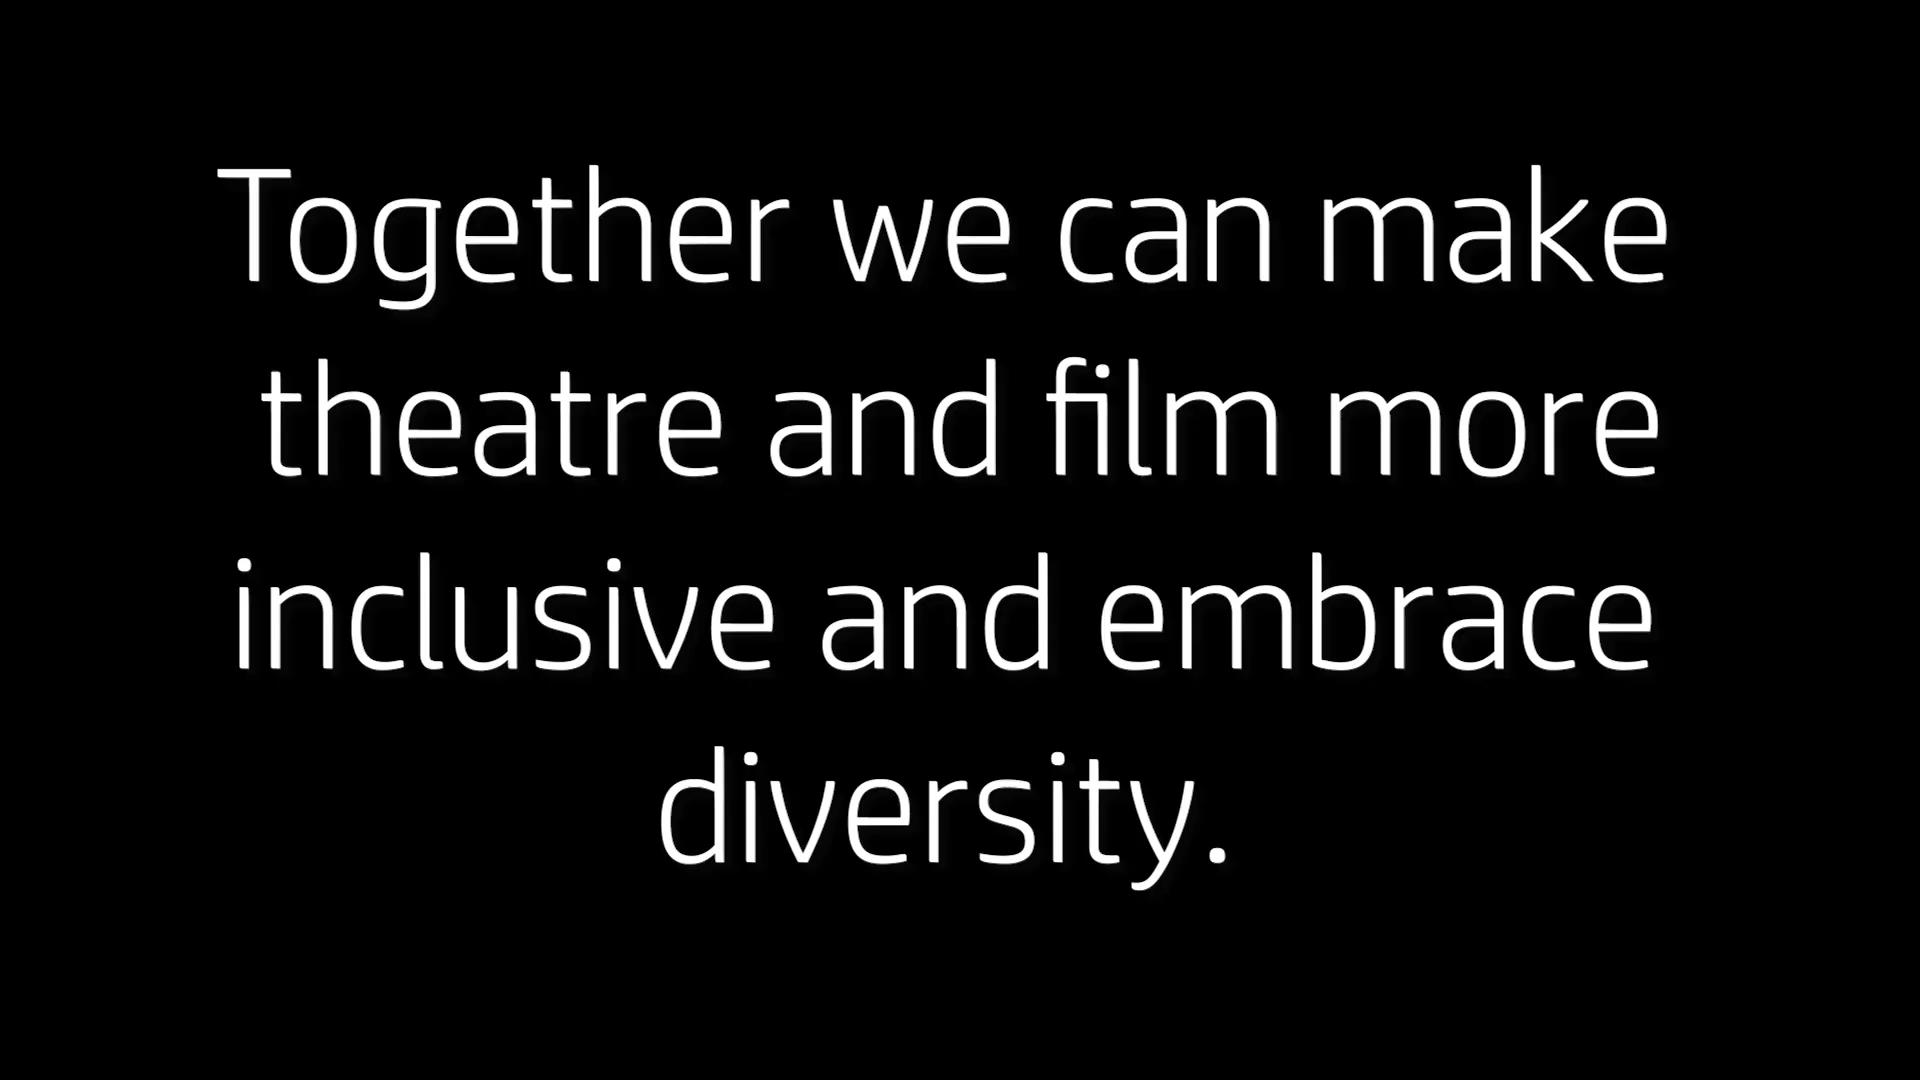 Together we can make
theatre and film more
inclusive and embrace
diversity.